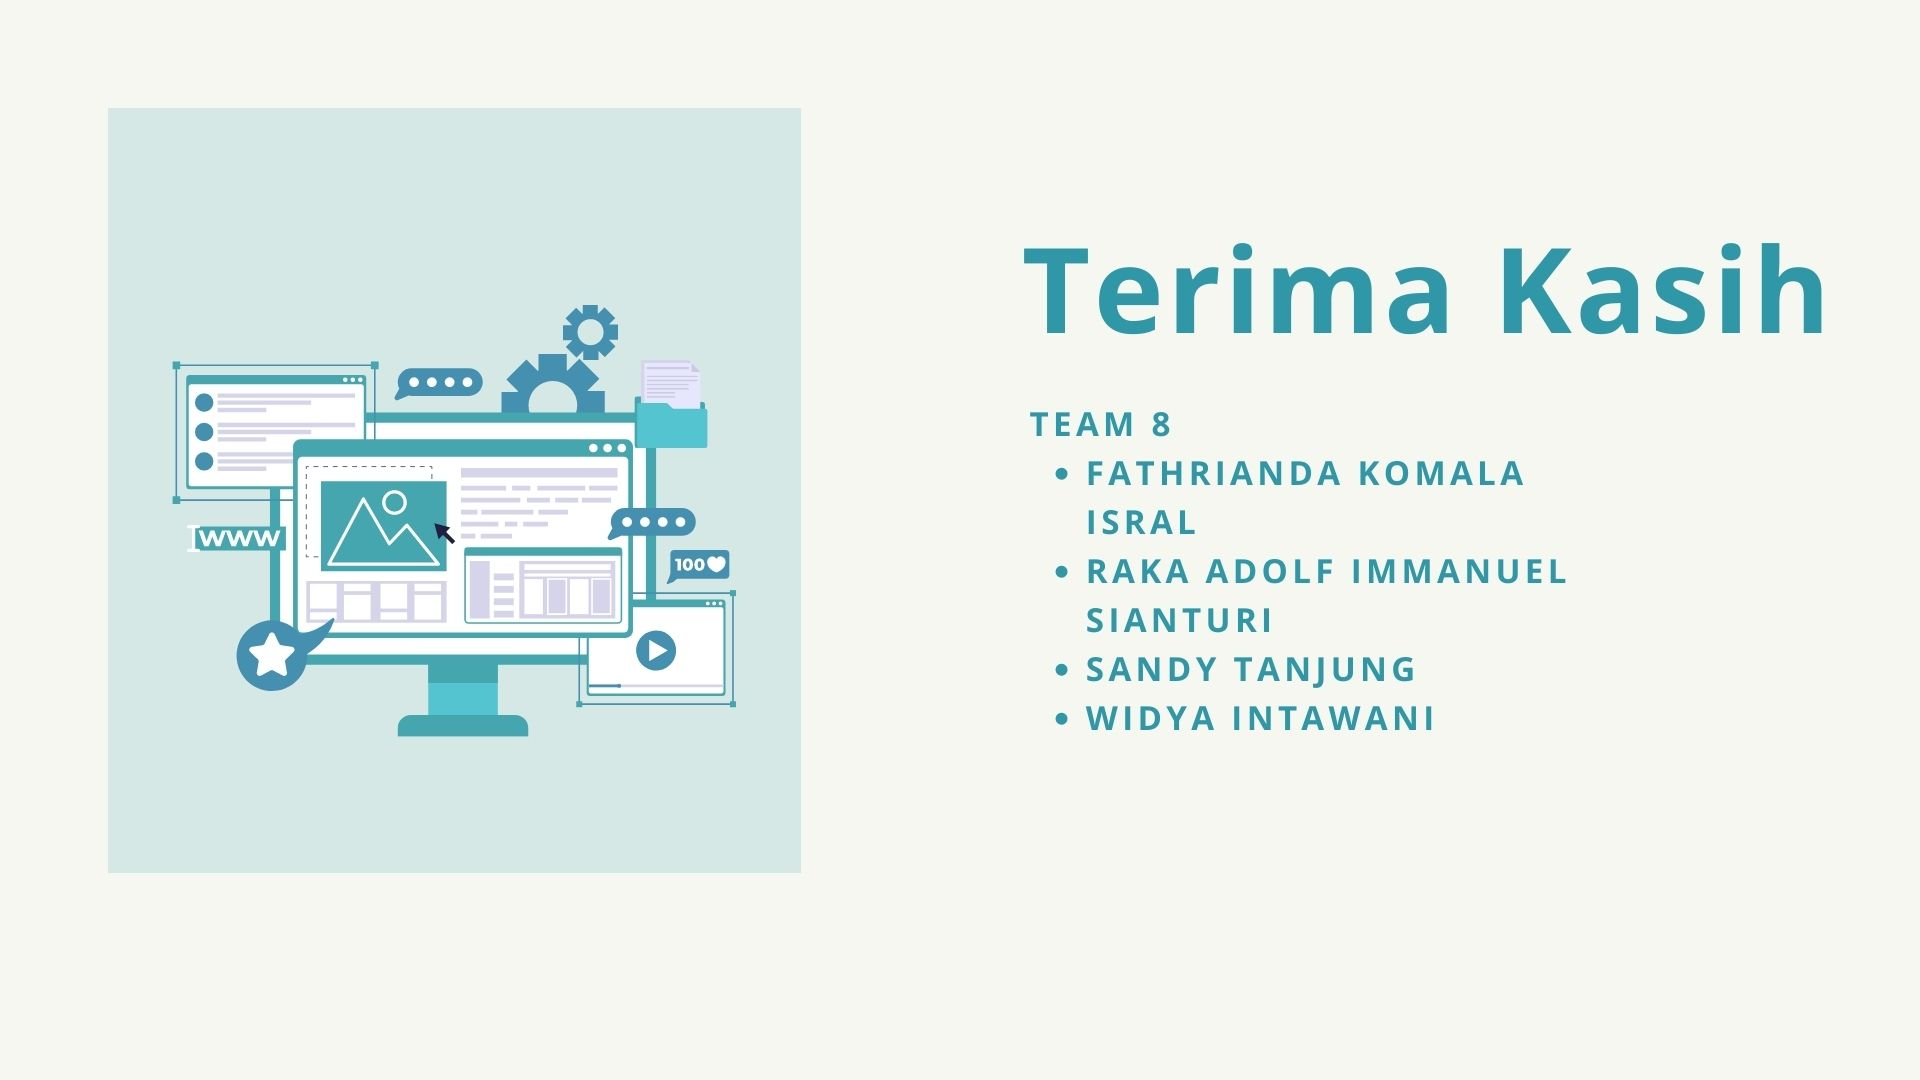 Terima Kasih
TEAM 8
• FATHRIANDA KOMALA
ISRAL
• RAKA ADOLF IMMANUEL
SIANTURI
• SANDY TANJUNG
• WIDYA INTAWANI
WWW
100